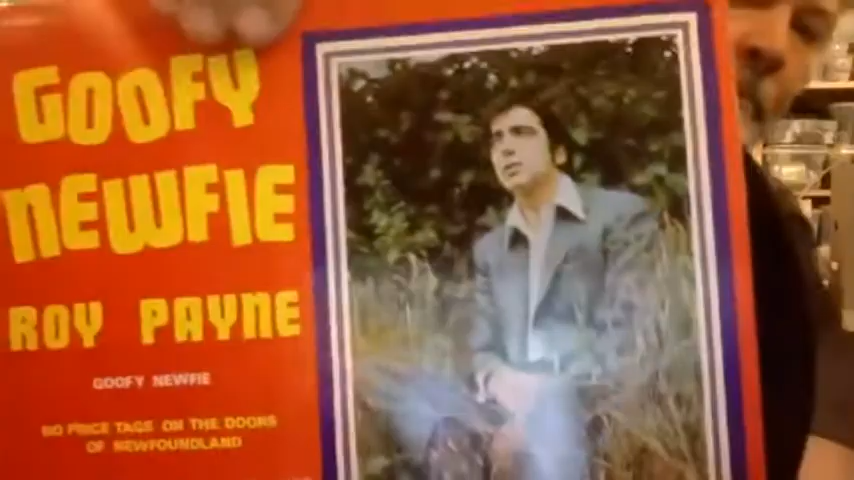 GOOFY
NEWFIE
ROY PAYNE
GOOFY NEWFIE
NO PRICE TAGS ON THE DOORS
OF NEWFOUNDLAND